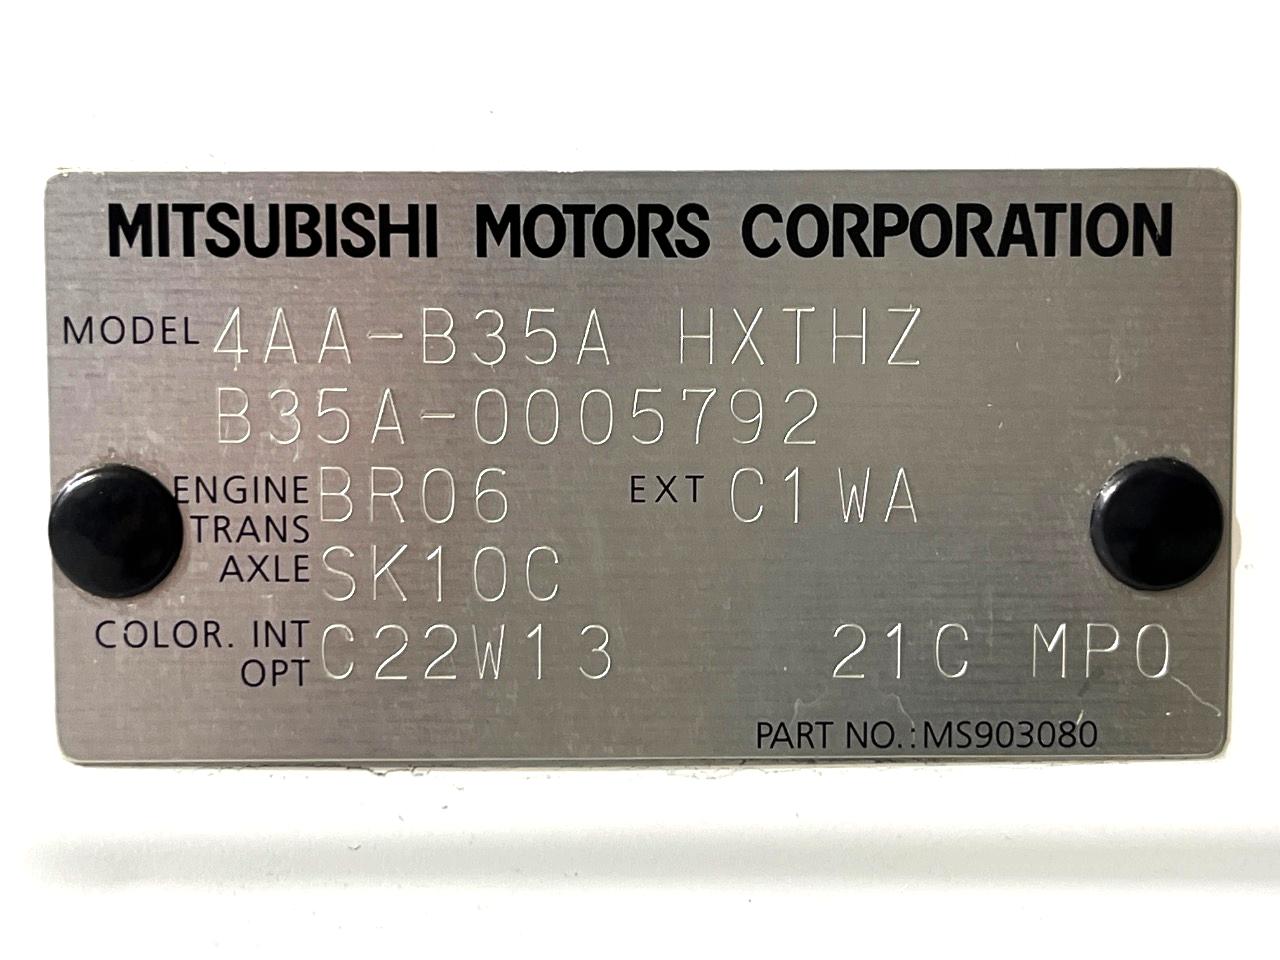 MITSUBISHI MOTORS CORPORATION
MODEL 4AA-B35A HXTHZ
B35A-0005792
ENGINE BR06 EXT C1WA
TRANS
AXLE SK10C
COLOR. INT
OPT C22W13 21C MPO
PART NO.:MS903080